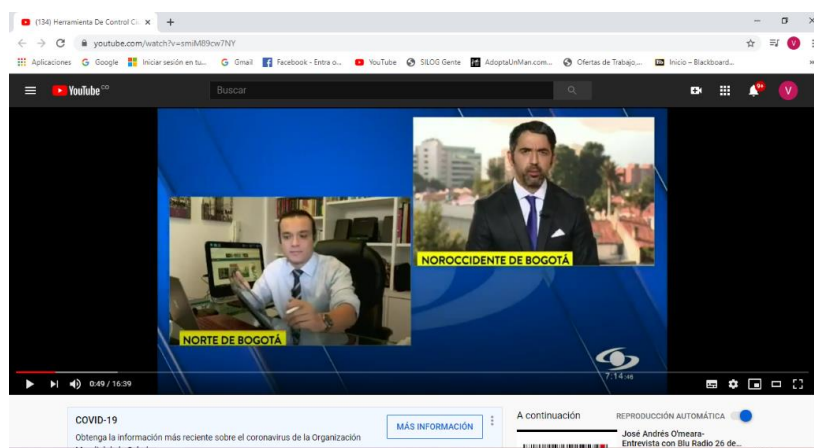 (134) Herramienta De Control Ci
youtube.com/watch?v=smiM89cw7NY
Aplicaciones Google Iniciar sesión en tu... Gmail Facebook - Entra o... YouTube SILOG Gente AdoptaUnMan.com... Ofertas de Trabajo,... Inicio – Blackboard...
YouTube CO
Buscar
9+
V
NOROCCIDENTE DE BOGOTÁ
NORTE DE BOGOTÁ
7:14:46
0:49 / 16:39
COVID-19
Obtenga la información más reciente sobre el coronavirus de la Organización
MÁS INFORMACIÓN
A continuación
REPRODUCCIÓN AUTOMÁTICA
José Andrés O'meara-
Entrevista con Blu Radio 26 de...